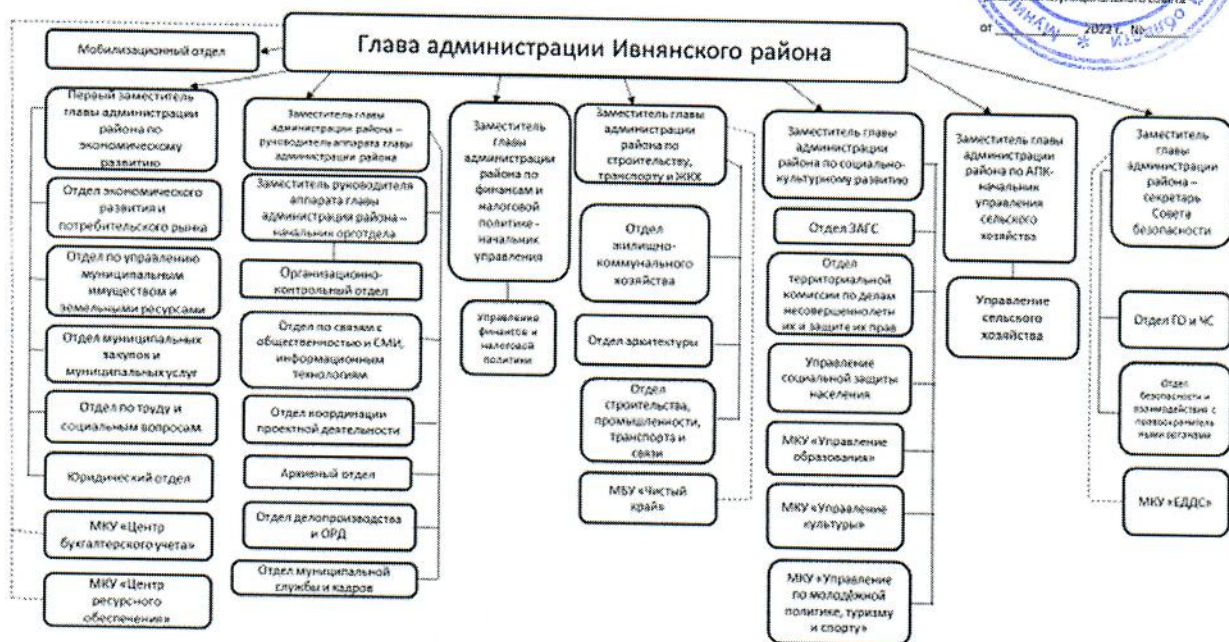 муниципального совета
от 2022 г. №
Глава администрации Ивнянского района
Мобилизационный отдел
Первый заместитель
главы администрации
района по
экономическому
развитию
Отдел экономического
развития и
потребительского рынка
Отдел по управлению
муниципальным
имуществом и
земельными ресурсами
Отдел муниципальных
закупок и
муниципальных услуг
Отдел по труду и
социальным вопросам
Юридический отдел
МКУ «Центр
бухгалтерского учета»
МКУ «Центр
ресурсного
обеспечения»
Заместитель главы
администрации района –
руководитель аппарата главы
администрации района
Заместитель руководителя
аппарата главы
администрации района –
начальник орготдела
Организационно-
контрольный отдел
Отдел по связям с
общественностью и СМИ,
информационным
технологиям
Отдел координации
проектной деятельности
Архивный отдел
Отдел делопроизводства
и ОРД
Отдел муниципальной
службы и кадров
Заместитель
главы
администрации
района по
финансам и
налоговой
политике -
начальник
управления
Управление
финансов и
налоговой
политики
Заместитель главы
администрации
района по
строительству,
транспорту и ЖКХ
Отдел
жилищно-
коммунального
хозяйства
Отдел архитектуры
Отдел
строительства,
промышленности,
транспорта и
связи
МБУ «Чистый
край»
Заместитель главы
администрации
района по социально-
культурному развитию
Отдел ЗАГС
Отдел
территориальной
комиссии по делам
несовершеннолетн
их и защите их прав
Управление
социальной защиты
населения
МКУ «Управление
образования»
МКУ «Управление
культуры»
МКУ «Управление
по молодёжной
политике, туризму
и спорту»
Заместитель главы
администрации
района по АПК-
начальник
управления
сельского
хозяйства
Управление
сельского
хозяйства
Заместитель
главы
администрации
района –
секретарь
Совета
безопасности
Отдел ГО и ЧС
Отдел
безопасности и
взаимодействия с
правоохранитель
ными органами
МКУ «ЕДДС»